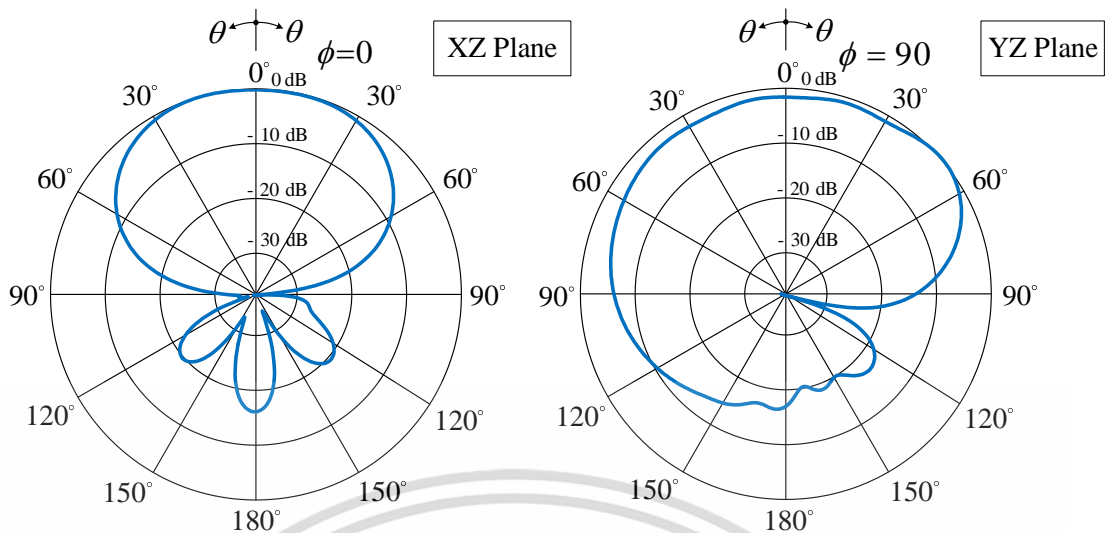 θ θ
ϕ=0
XZ Plane
0° 0 dB
30° 30°
- 10 dB
60° 60°
- 20 dB
- 30 dB
90° 90°
120° 120°
150° 150°
180°
θ θ
ϕ = 90
YZ Plane
0° 0 dB
30° 30°
- 10 dB
60° 60°
- 20 dB
- 30 dB
90° 90°
120° 120°
150° 150°
180°